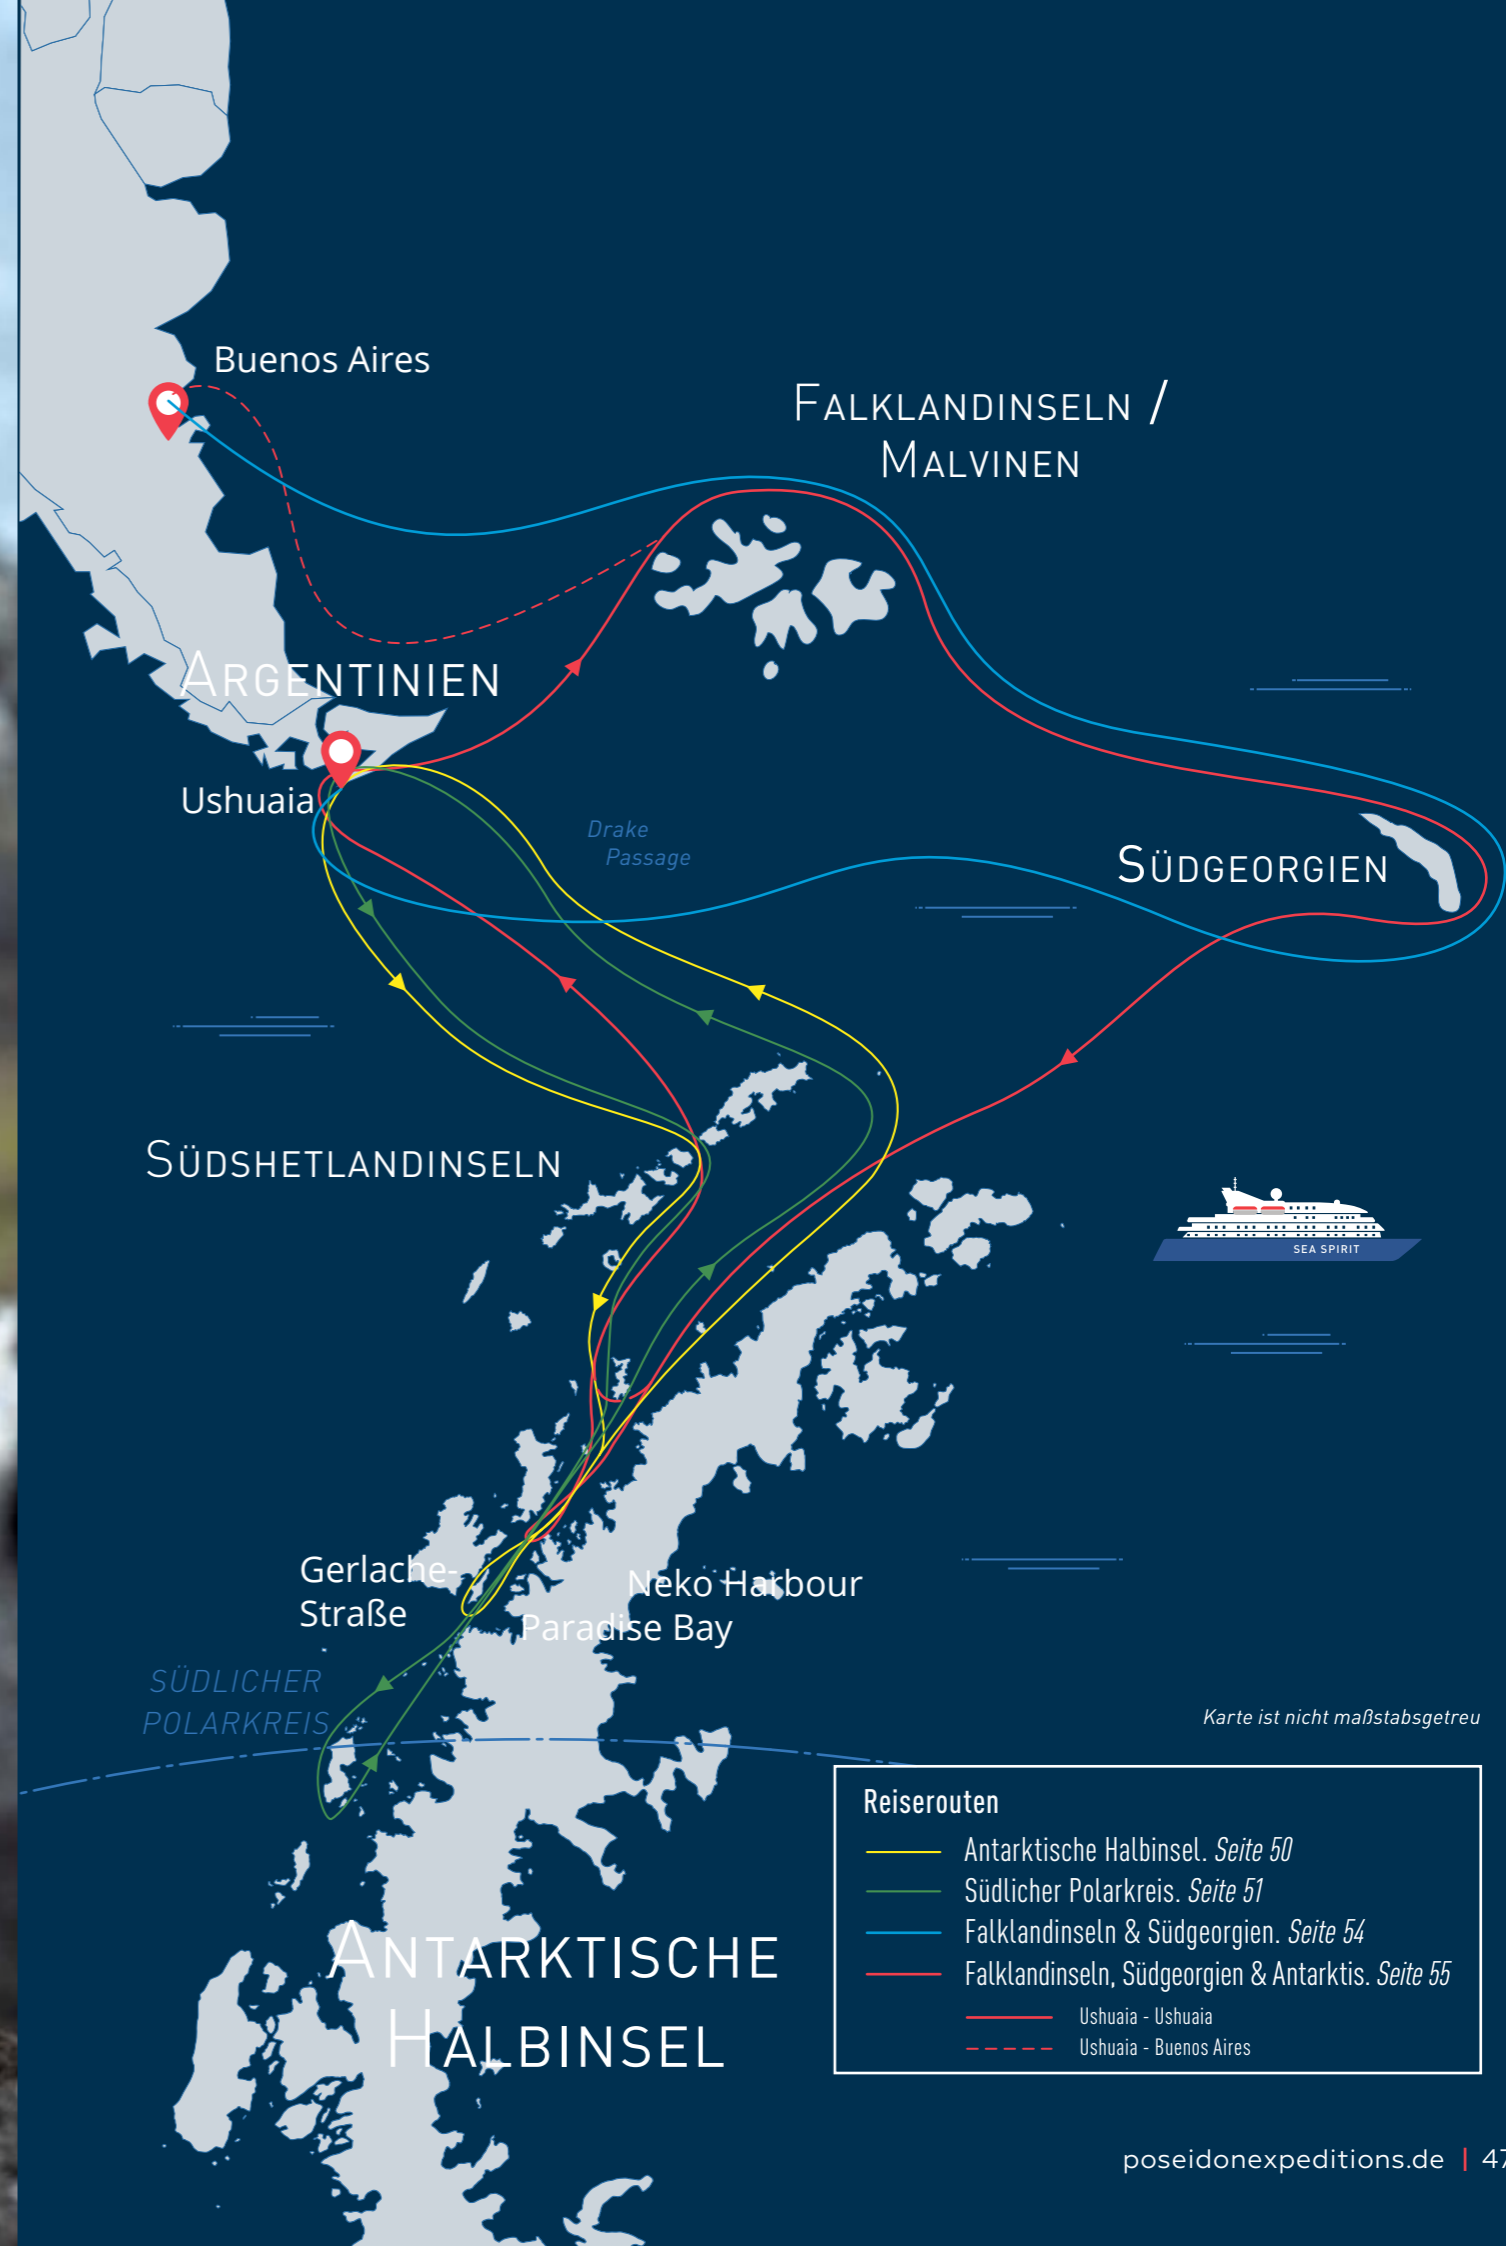 Buenos Aires
FALKLANDINSELN /
MALVINEN
ARGENTINIEN
Ushuaia
Drake
Passage
SÜDGEORGIEN
SÜDSHETLANDINSELN
SEA SPIRIT
Gerlache-
Straße
Neko Harbour
Paradise Bay
SÜDLICHER
POLARKREIS
Karte ist nicht maßstabsgetreu
Reiserouten
Antarktische Halbinsel. Seite 50
Südlicher Polarkreis. Seite 51
Falklandinseln & Südgeorgien. Seite 54
Falklandinseln, Südgeorgien & Antarktis. Seite 55
Ushuaia - Ushuaia
Ushuaia - Buenos Aires
ANTARKTISCHE
HALBINSEL
poseidonexpeditions.de | 47